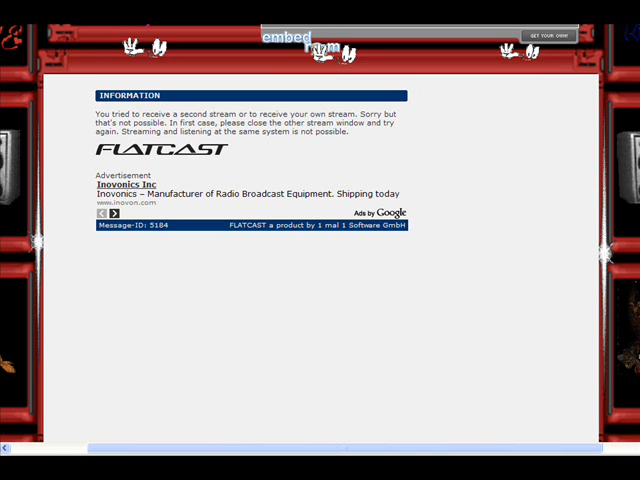 embed
GET YOUR OWN!
INFORMATION
You tried to receive a second stream or to receive your own stream. Sorry but
that's not possible. In first case, please close the other stream window and try
again. Streaming and listening at the same system is not possible.
FLATCAST
Advertisement
Inovonics Inc
Inovonics – Manufacturer of Radio Broadcast Equipment. Shipping today
www.inovon.com
Ads by Google
Message-ID: 5184 FLATCAST a product by 1 mal 1 Software GmbH